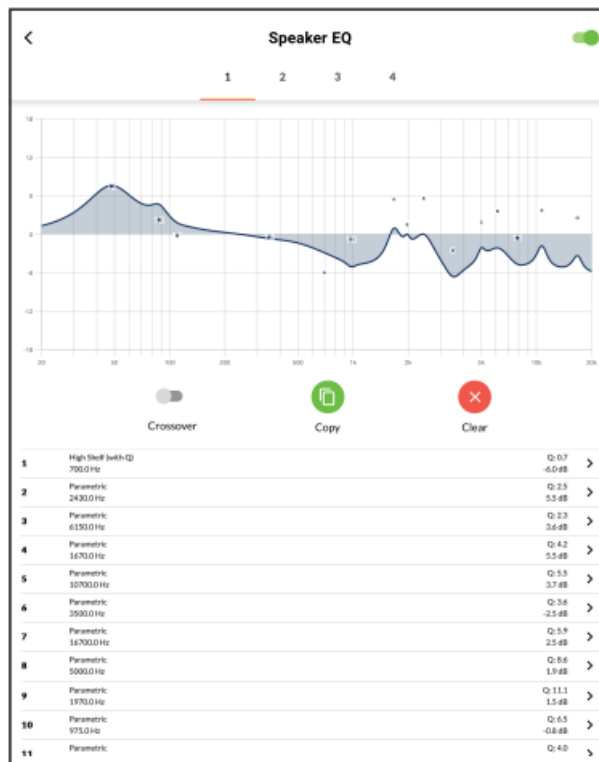 Speaker EQ
1 2 3 4
18
12
6
0
-6
-12
-18
20 50 100 200 500 1k 2k 5k 10k 20k
Crossover Copy Clear
1 High Shelf (with Q) Q: 0.7
700.0 Hz -6.0 dB
2 Parametric Q: 2.5
2430.0 Hz 5.5 dB
3 Parametric Q: 2.3
6150.0 Hz 3.6 dB
4 Parametric Q: 4.2
1670.0 Hz 5.5 dB
5 Parametric Q: 5.5
10700.0 Hz 3.7 dB
6 Parametric Q: 3.6
3500.0 Hz -2.5 dB
7 Parametric Q: 5.9
16700.0 Hz 2.5 dB
8 Parametric Q: 8.6
5000.0 Hz 1.9 dB
9 Parametric Q: 11.1
1970.0 Hz 1.5 dB
10 Parametric Q: 6.5
975.0 Hz -0.8 dB
11 Parametric Q: 4.0